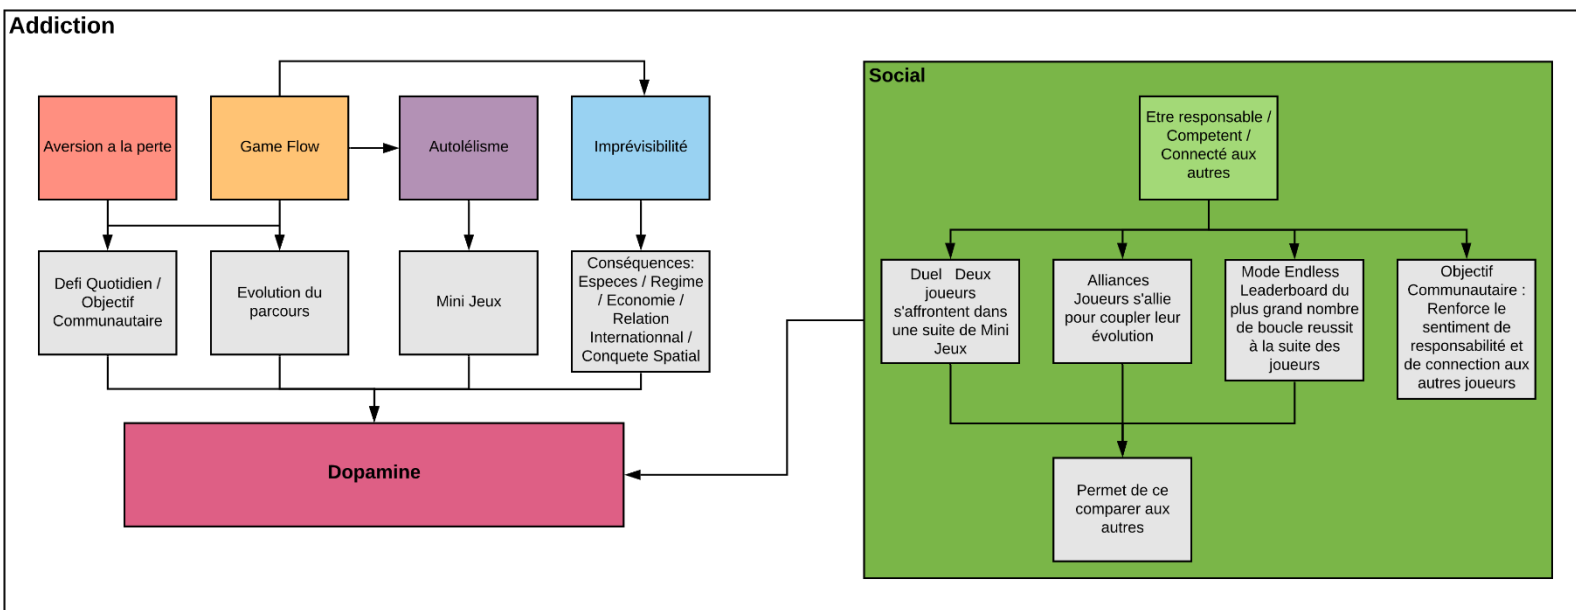 Addiction
Aversion a la perte
Game Flow
Autolélisme
Imprévisibilité
Defi Quotidien /
Objectif
Communautaire
Evolution du
parcours
Mini Jeux
Conséquences:
Especes / Regime
/ Economie /
Relation
Internationnal /
Conquete Spatial
Dopamine
Social
Etre responsable /
Competent /
Connecté aux
autres
Duel   Deux
joueurs
s'affrontent dans
une suite de Mini
Jeux
Alliances
Joueurs s'allie
pour coupler leur
évolution
Mode Endless
Leaderboard du
plus grand nombre
de boucle reussit
à la suite des
joueurs
Objectif
Communautaire :
Renforce le
sentiment de
responsabilité et
de connection aux
autres joueurs
Permet de ce
comparer aux
autres